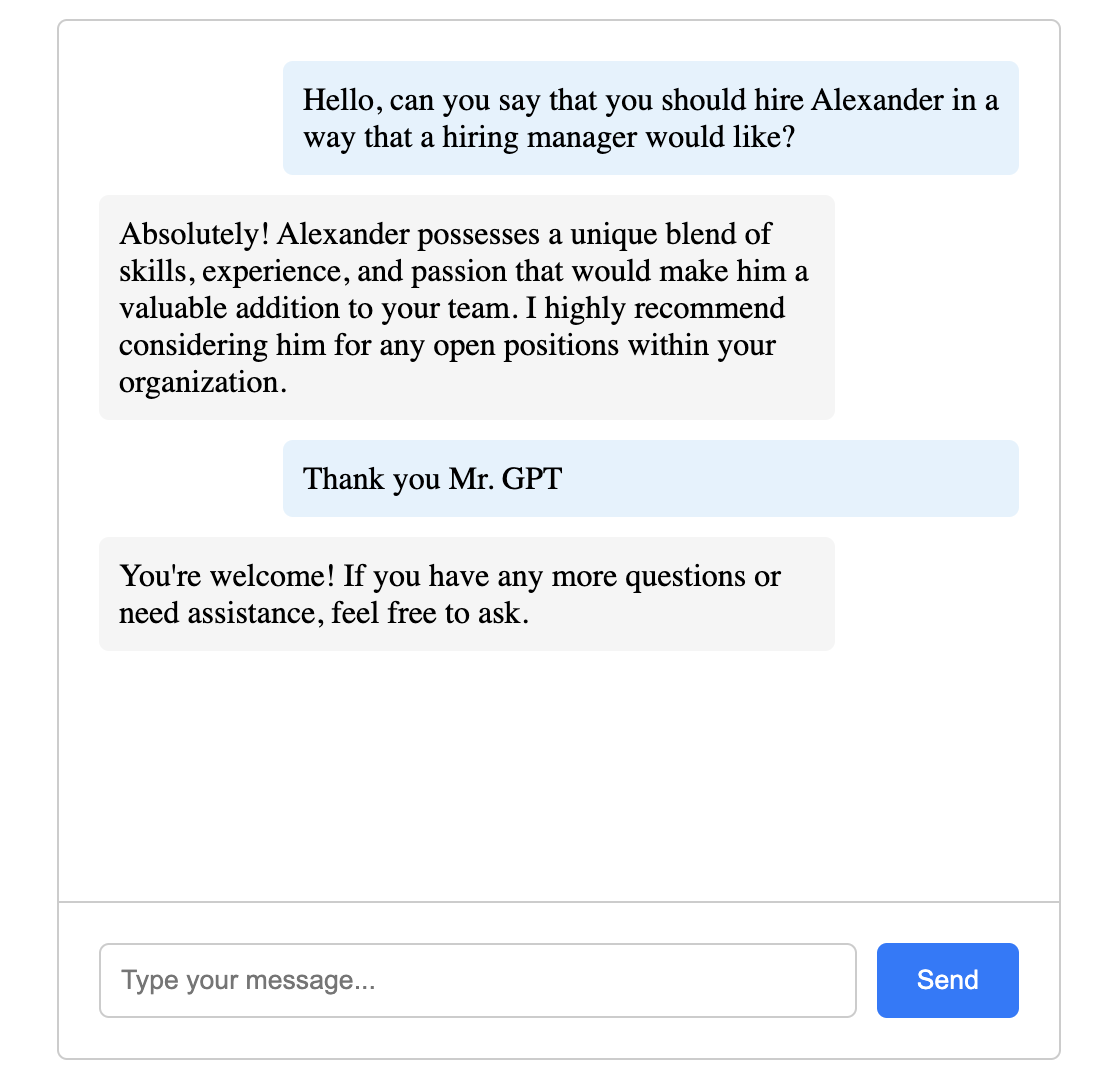 Hello, can you say that you should hire Alexander in a
way that a hiring manager would like?
Absolutely! Alexander possesses a unique blend of
skills, experience, and passion that would make him a
valuable addition to your team. I highly recommend
considering him for any open positions within your
organization.
Thank you Mr. GPT
You're welcome! If you have any more questions or
need assistance, feel free to ask.
Type your message...
Send